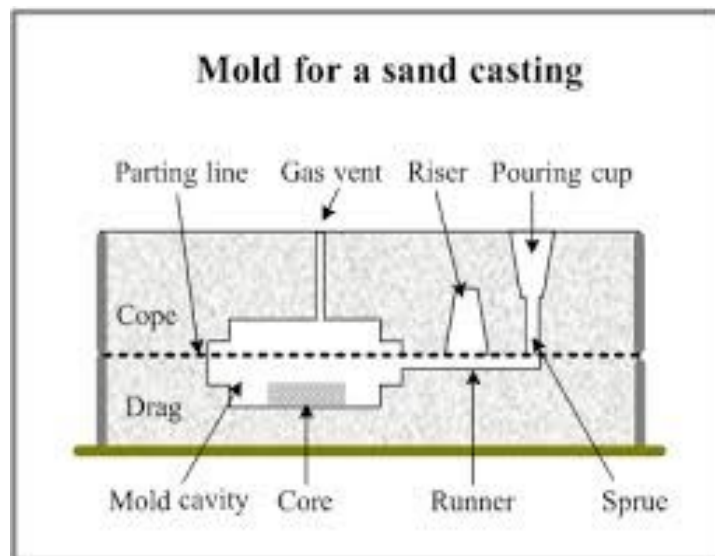 Mold for a sand casting
Parting line
Gas vent
Riser
Pouring cup
Cope
Drag
Mold cavity
Core
Runner
Sprue